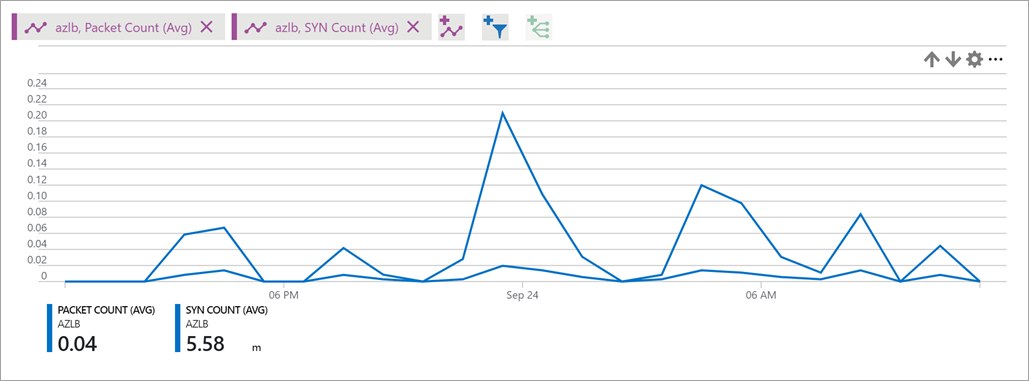 azlb, Packet Count (Avg) azlb, SYN Count (Avg)
0.24
0.22
0.20
0.18
0.16
0.14
0.12
0.10
0.08
0.06
0.04
0.02
0
06 PM Sep 24 06 AM
PACKET COUNT (AVG) SYN COUNT (AVG)
AZLB AZLB
0.04 5.58 m